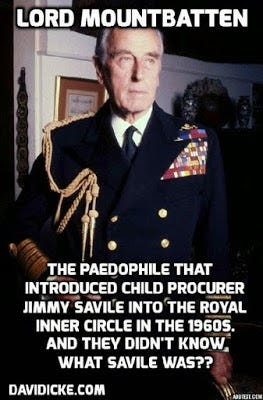 LORD MOUNTBATTEN
THE PAEDOPHILE THAT
INTRODUCED CHILD PROCURER
JIMMY SAVILE INTO THE ROYAL
INNER CIRCLE IN THE 1960S.
AND THEY DIDN'T KNOW
WHAT SAVILE WAS??
DAVIDICKE.COM